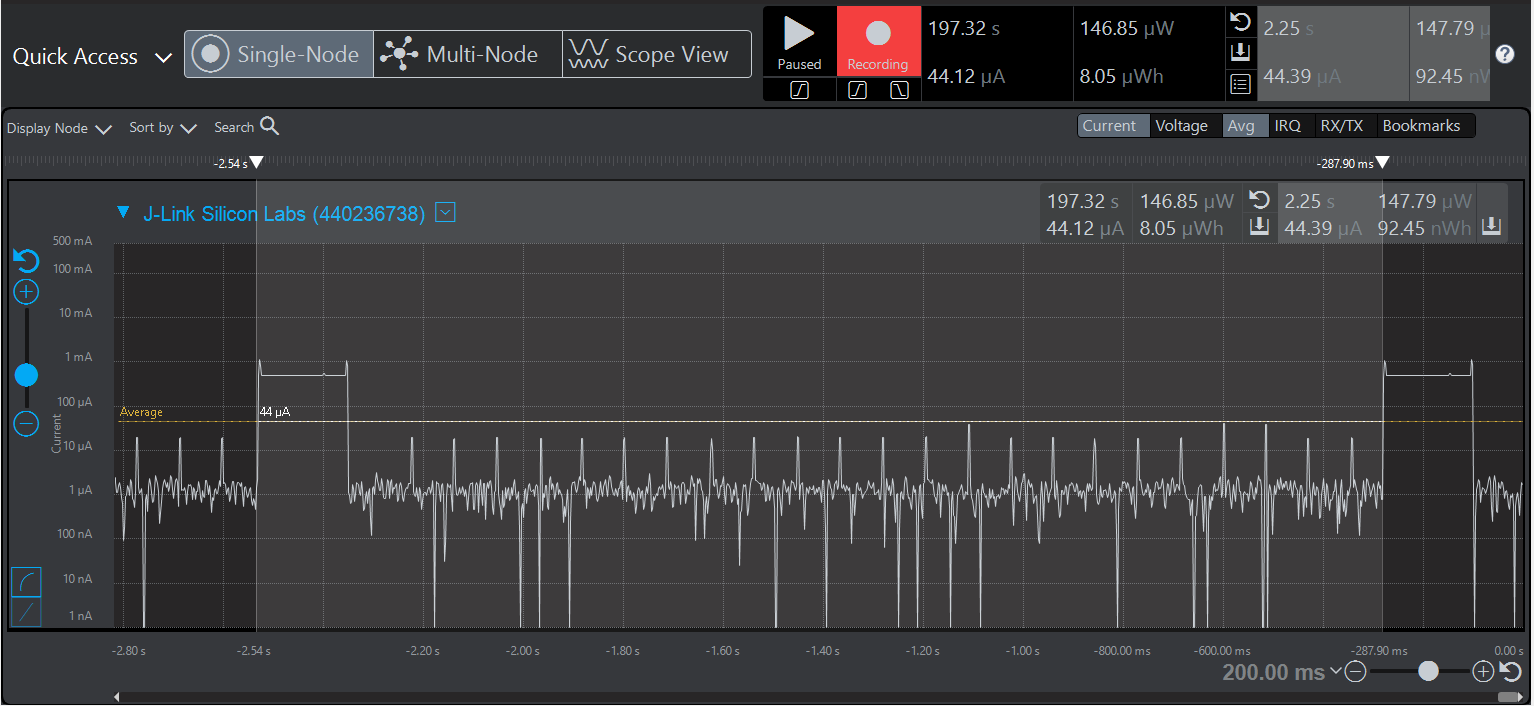 Quick Access
Single-Node
Multi-Node
Scope View
Paused
Recording
197.32 s
44.12 µA
146.85 µW
8.05 µWh
2.25 s
44.39 µA
147.79 µ
92.45 nW
?
Display Node
Sort by
Search
Current
Voltage
Avg
IRQ
RX/TX
Bookmarks
-2.54 s
-287.90 ms
J-Link Silicon Labs (440236738)
197.32 s
44.12 µA
146.85 µW
8.05 µWh
2.25 s
44.39 µA
147.79 µW
92.45 nWh
500 mA
100 mA
10 mA
1 mA
100 µA
10 µA
1 µA
100 nA
10 nA
1 nA
Current
Average
44 µA
-2.80 s
-2.54 s
-2.20 s
-2.00 s
-1.80 s
-1.60 s
-1.40 s
-1.20 s
-1.00 s
-800.00 ms
-600.00 ms
-287.90 ms
0.00 s
200.00 ms